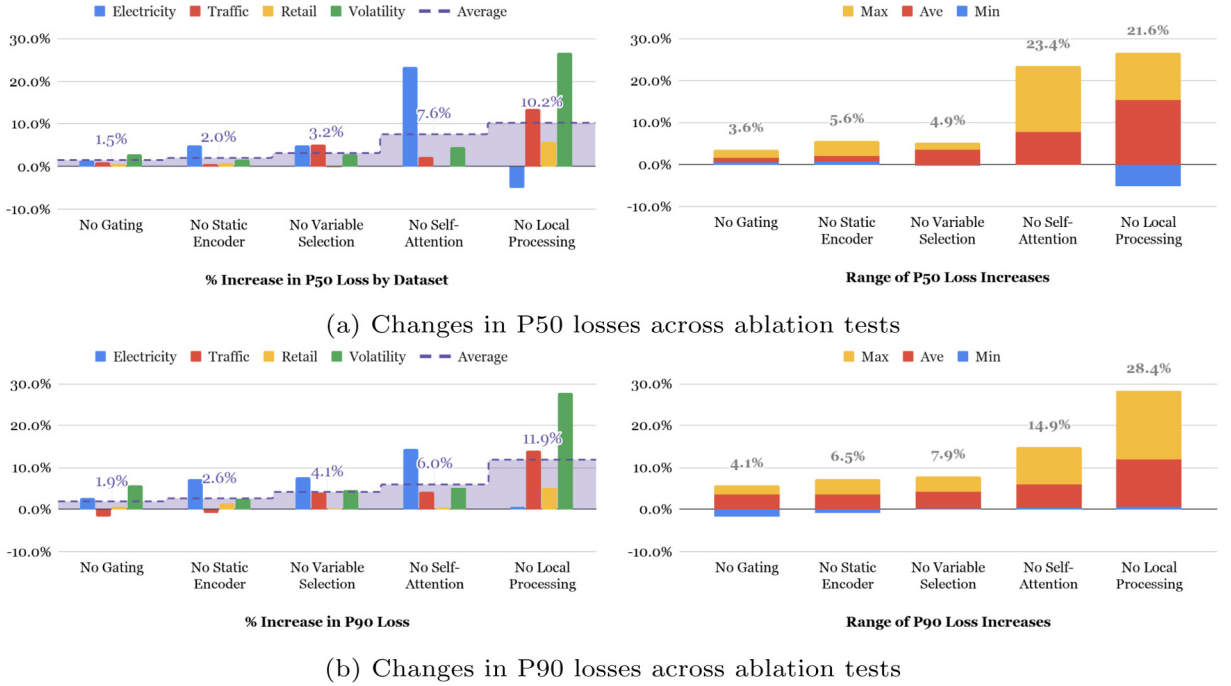 Electricity Traffic Retail Volatility Average
30.0%
20.0%
10.0%
0.0%
-10.0%
1.5%
2.0%
3.2%
7.6%
10.2%
No Gating
No Static Encoder
No Variable Selection
No Self-Attention
No Local Processing
% Increase in P50 Loss by Dataset
Max Ave Min
30.0%
20.0%
10.0%
0.0%
-10.0%
3.6%
5.6%
4.9%
23.4%
21.6%
No Gating
No Static Encoder
No Variable Selection
No Self-Attention
No Local Processing
Range of P50 Loss Increases
(a) Changes in P50 losses across ablation tests
Electricity Traffic Retail Volatility Average
30.0%
20.0%
10.0%
0.0%
-10.0%
1.9%
2.6%
4.1%
6.0%
11.9%
No Gating
No Static Encoder
No Variable Selection
No Self-Attention
No Local Processing
% Increase in P90 Loss
Max Ave Min
30.0%
20.0%
10.0%
0.0%
-10.0%
4.1%
6.5%
7.9%
14.9%
28.4%
No Gating
No Static Encoder
No Variable Selection
No Self-Attention
No Local Processing
Range of P90 Loss Increases
(b) Changes in P90 losses across ablation tests